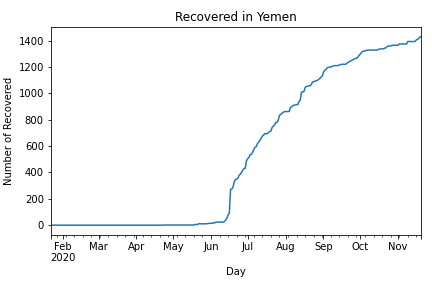 Recovered in Yemen
Number of Recovered
1400
1200
1000
800
600
400
200
0
Feb Mar Apr May Jun Jul Aug Sep Oct Nov
2020
Day